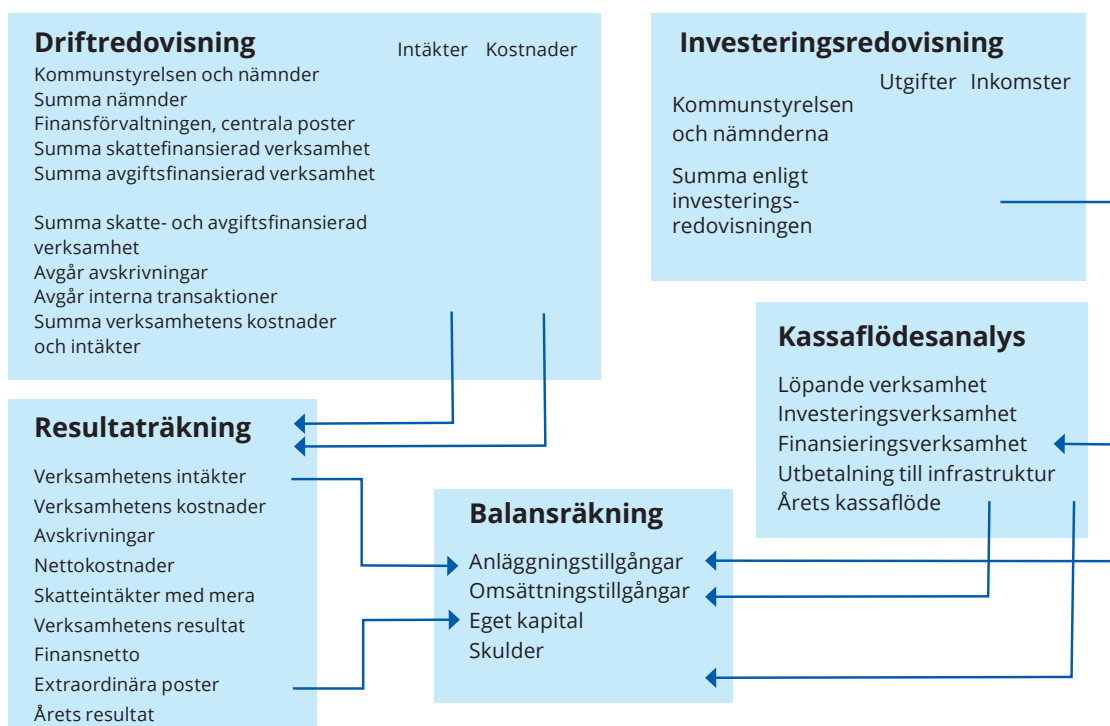 Driftredovisning
Intäkter Kostnader
Kommunstyrelsen och nämnder
Summa nämnder
Finansförvaltningen, centrala poster
Summa skattefinansierad verksamhet
Summa avgiftsfinansierad verksamhet
Summa skatte- och avgiftsfinansierad
verksamhet
Avgår avskrivningar
Avgår interna transaktioner
Summa verksamhetens kostnader
och intäkter
Investeringsredovisning
Utgifter Inkomster
Kommunstyrelsen
och nämnderna
Summa enligt
investerings-
redovisningen
Kassaflödesanalys
Löpande verksamhet
Investeringsverksamhet
Finansieringsverksamhet
Utbetalning till infrastruktur
Årets kassaflöde
Resultaträkning
Verksamhetens intäkter
Verksamhetens kostnader
Avskrivningar
Nettokostnader
Skatteintäkter med mera
Verksamhetens resultat
Finansnetto
Extraordinära poster
Årets resultat
Balansräkning
Anläggningstillgångar
Omsättningstillgångar
Eget kapital
Skulder